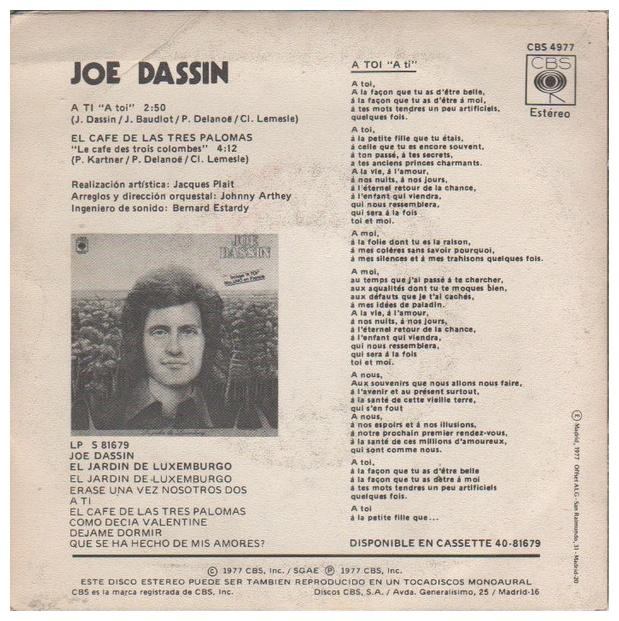 CBS 4977
CBS
Estéreo
JOE DASSIN
A TI "A toi" 2:50
(J. Dassin/J. Baudlot/P. Delanoë/Cl. Lemesle)
EL CAFE DE LAS TRES PALOMAS
"Le cafe des trois colombes" 4:12
(P. Kartner/P. Delanoë/Cl. Lemesle)
Realización artística: Jacques Plait
Arreglos y dirección orquestal: Johnny Arthey
Ingeniero de sonido: Bernard Estardy
JOE
DASSIN
LP S 81679
JOE DASSIN
EL JARDIN DE LUXEMBURGO
EL JARDIN DE LUXEMBURGO
ERASE UNA VEZ NOSOTROS DOS
A TI
EL CAFE DE LAS TRES PALOMAS
COMO DECIA VALENTINE
DEJAME DORMIR
QUE SE HA HECHO DE MIS AMORES?
A TOI "A ti"
A toi,
A la façon que tu as d'être belle,
á la façon que tu as d'être á moi,
á tes mots tendres un peu artificiels,
quelques fois.
A toi,
á la petite fille que tu étais,
á celle que tu es encore souvent,
á ton passé, á tes secrets,
a tes anciens princes charmants.
A la vie, á l'amour,
á nos nuits, á nos jours,
á l'éternel retour de la chance,
á l'enfant qui viendra,
qui nous ressemblera,
qui sera á la fois
toi et moi.
A moi,
á la folie dont tu es la raison,
á mes colères sans savoir pourquoi,
á mes silences et á mes trahisons quelques fois.
A moi,
au temps que j'ai passé á te chercher,
aux aqualités dont tu te moques bien,
aux défauts que je t'ai cachés,
á mes idées de paladin.
A la vie, á l'amour,
á nos nuits, á nos jours,
á l'éternel retour de la chance,
á l'enfant qui viendra,
qui nous ressemblera,
qui sera á la fois
toi et moi.
A nous,
Aux souvenirs que nous allons nous faire,
á l'avenir et au présent surtout,
á la santé de cette vieille terre,
qui s'en fout
A nous,
á nos espoirs et á nos illusions,
á notre prochain premier rendez-vous,
á la santé de ces millions d'amoureux,
qui sont comme nous.
A toi,
á la façon que tu as d'être belle
á la façon que tu as dètre á moi
á tes mots tendres un peu artificiels
quelques fois.
A toi
á la petite fille que...
DISPONIBLE EN CASSETTE 40-81679
Ⓔ Madrid, 1977 Offset ALG - San Raimundo, 31 - Madrid-20
© 1977 CBS, Inc. / SGAE Ⓟ 1977 CBS, Inc.
ESTE DISCO ESTEREO PUEDE SER TAMBIEN REPRODUCIDO EN UN TOCADISCOS MONOAURAL
CBS es la marca registrada de CBS, Inc. Discos CBS, S.A. / Avda. Generalísimo, 25 / Madrid-16